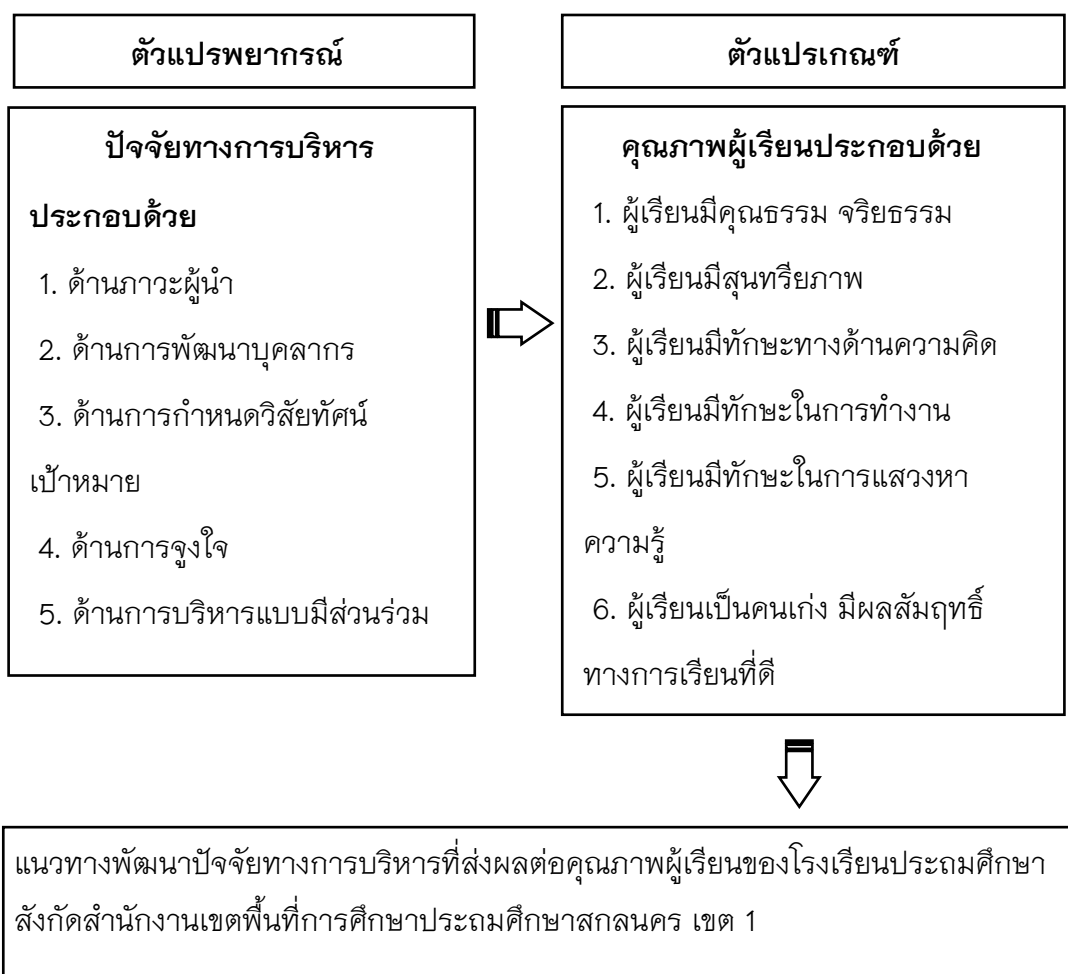 ตัวแปรพยากรณ์
ปัจจัยทางการบริหาร
ประกอบด้วย
1. ด้านภาวะผู้นำ
2. ด้านการพัฒนาบุคลากร
3. ด้านการกำหนดวิสัยทัศน์
เป้าหมาย
4. ด้านการจูงใจ
5. ด้านการบริหารแบบมีส่วนร่วม
ตัวแปรเกณฑ์
คุณภาพผู้เรียนประกอบด้วย
1. ผู้เรียนมีคุณธรรม จริยธรรม
2. ผู้เรียนมีสุนทรียภาพ
3. ผู้เรียนมีทักษะทางด้านความคิด
4. ผู้เรียนมีทักษะในการทำงาน
5. ผู้เรียนมีทักษะในการแสวงหา
ความรู้
6. ผู้เรียนเป็นคนเก่ง มีผลสัมฤทธิ์
ทางการเรียนที่ดี
แนวทางพัฒนาปัจจัยทางการบริหารที่ส่งผลต่อคุณภาพผู้เรียนของโรงเรียนประถมศึกษา
สังกัดสำนักงานเขตพื้นที่การศึกษาประถมศึกษาสกลนคร เขต 1